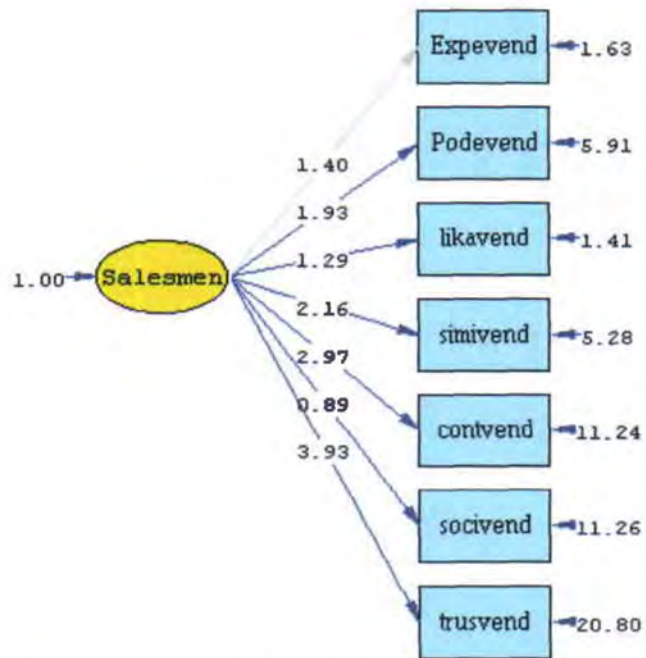 Expevend
1.63
1.40
Podevend
5.91
1.93
likavend
1.41
1.29
1.00
Salesmen
simivend
5.28
2.16
contvend
11.24
2.97
0.89
socivend
11.26
3.93
trusvend
20.80